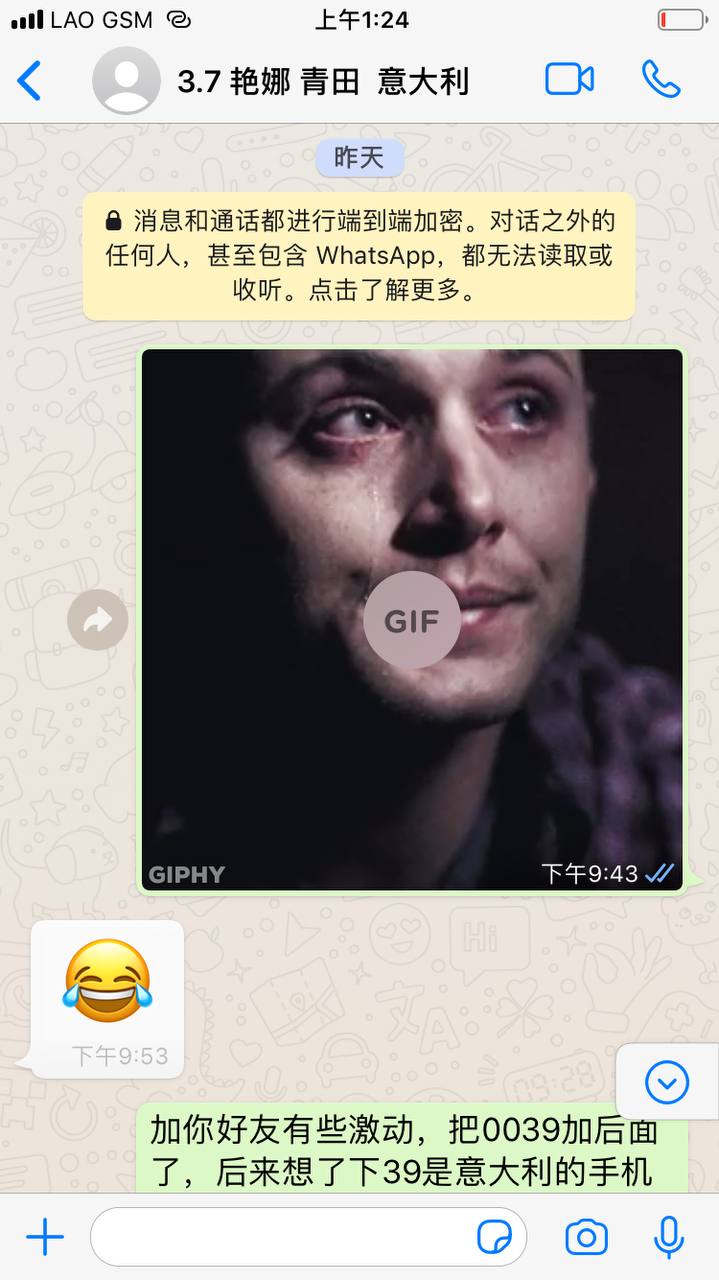 LAO GSM 上午1:24
3.7 艳娜 青田 意大利
昨天
消息和通话都进行端到端加密。对话之外的
任何人，甚至包含 WhatsApp，都无法读取或
收听。点击了解更多。
GIF
GIPHY 下午9:43
下午9:53
加你好友有些激动，把0039加后面
了，后来想了下39是意大利的手机